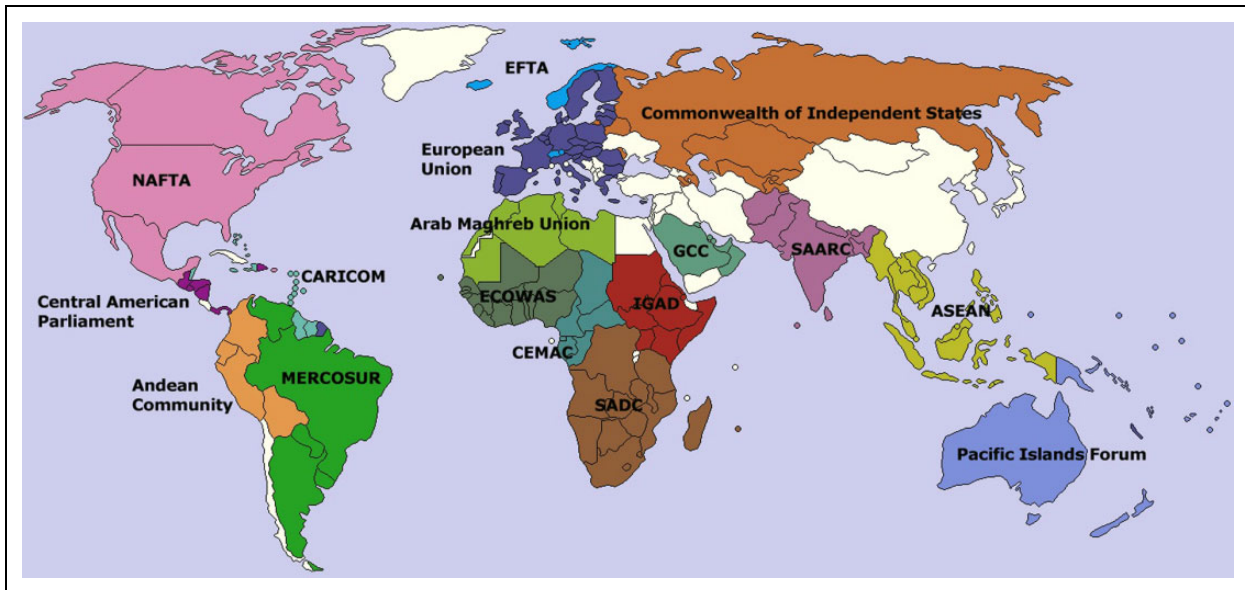 EFTA
Commonwealth of Independent States
European
Union
NAFTA
Arab Maghreb Union
GCC
SAARC
CARICOM
ECOWAS
IGAD
Central American
Parliament
ASEAN
CEMAC
MERCOSUR
Andean
Community
SADC
Pacific Islands Forum